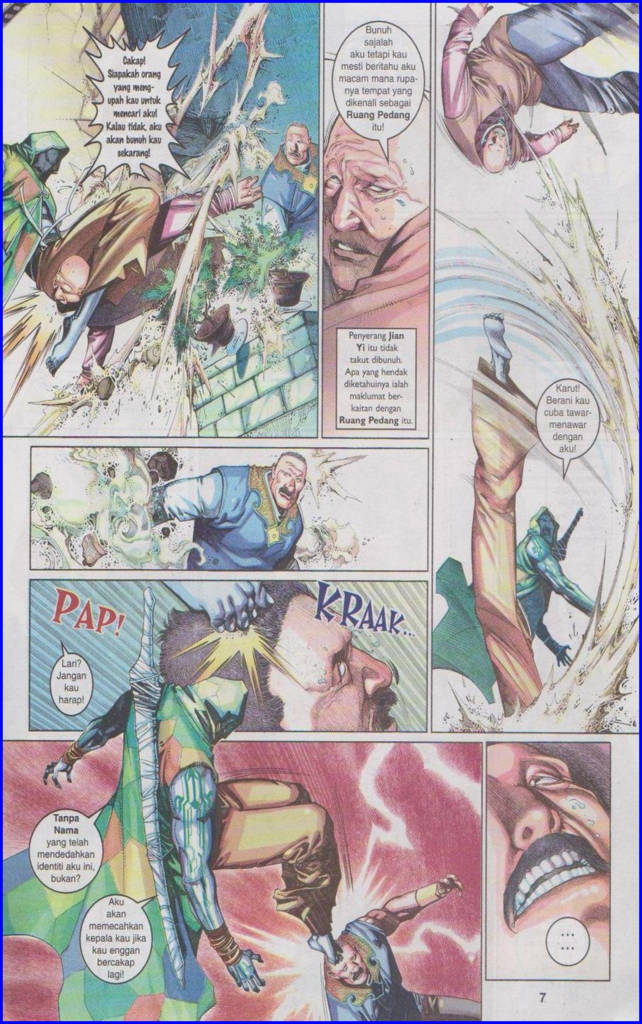 Cakap!
Siapakah orang
yang meng-
upah kau untuk
mencari aku!
Kalau tidak, aku
akan bunuh kau
sekarang!
Bunuh
sajalah
aku tetapi kau
mesti beritahu aku
macam mana rupa-
nya tempat yang
dikenali sebagai
Ruang Pedang
itu!
Penyerang Jian
Yi itu tidak
takut dibunuh.
Apa yang hendak
diketahuinya ialah
maklumat ber-
kaitan dengan
Ruang Pedang itu.
Karut!
Berani kau
cuba tawar-
menawar
dengan
aku!
PAP!
KRAAK...
Lari?
Jangan
kau
harap!
Tanpa
Nama
yang telah
mendedahkan
identiti aku ini,
bukan?
Aku
akan
memecahkan
kepala kau jika
kau enggan
bercakap
lagi!
...
...
7